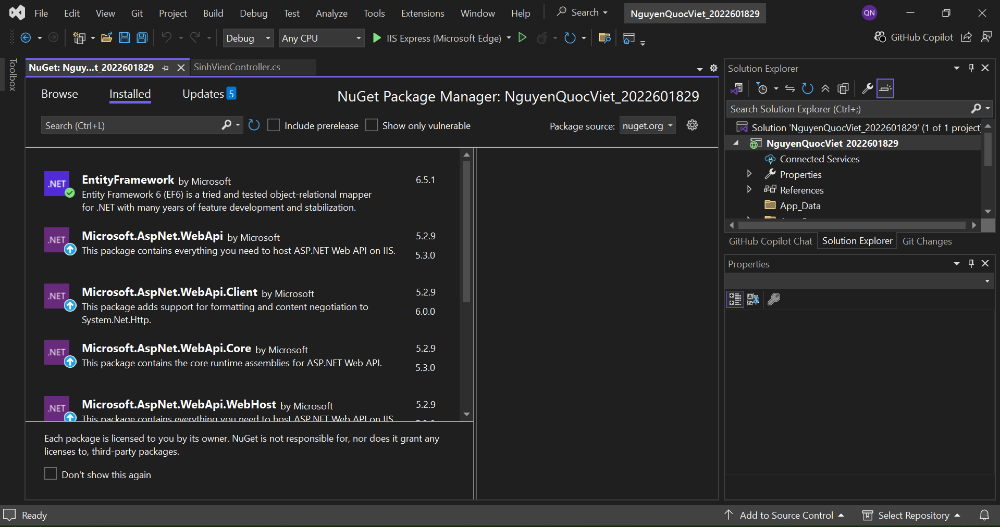 File Edit View Git Project Build Debug Test Analyze Tools Extensions Window Help Search NguyenQuocViet_2022601829 QN
Debug Any CPU IIS Express (Microsoft Edge) GitHub Copilot
Toolbox
NuGet: Nguy...t_2022601829 SinhVienController.cs
Browse Installed Updates 5 NuGet Package Manager: NguyenQuocViet_2022601829
Search (Ctrl+L) Include prerelease Show only vulnerable Package source: nuget.org
.NET EntityFramework by Microsoft 6.5.1
Entity Framework 6 (EF6) is a tried and tested object-relational mapper
for .NET with many years of feature development and stabilization.
.NET Microsoft.AspNet.WebApi by Microsoft 5.2.9
This package contains everything you need to host ASP.NET Web API on IIS. 5.3.0
.NET Microsoft.AspNet.WebApi.Client by Microsoft 5.2.9
This package adds support for formatting and content negotiation to 6.0.0
System.Net.Http.
.NET Microsoft.AspNet.WebApi.Core by Microsoft 5.2.9
This package contains the core runtime assemblies for ASP.NET Web API. 5.3.0
.NET Microsoft.AspNet.WebApi.WebHost by Microsoft 5.2.9
This package contains everything you need to host ASP.NET Web API on IIS
Each package is licensed to you by its owner. NuGet is not responsible for, nor does it grant any
licenses to, third-party packages.
Don't show this again
Solution Explorer
Search Solution Explorer (Ctrl+;)
Solution 'NguyenQuocViet_2022601829' (1 of 1 project)
NguyenQuocViet_2022601829
Connected Services
Properties
References
App_Data
GitHub Copilot Chat Solution Explorer Git Changes
Properties
Ready Add to Source Control Select Repository